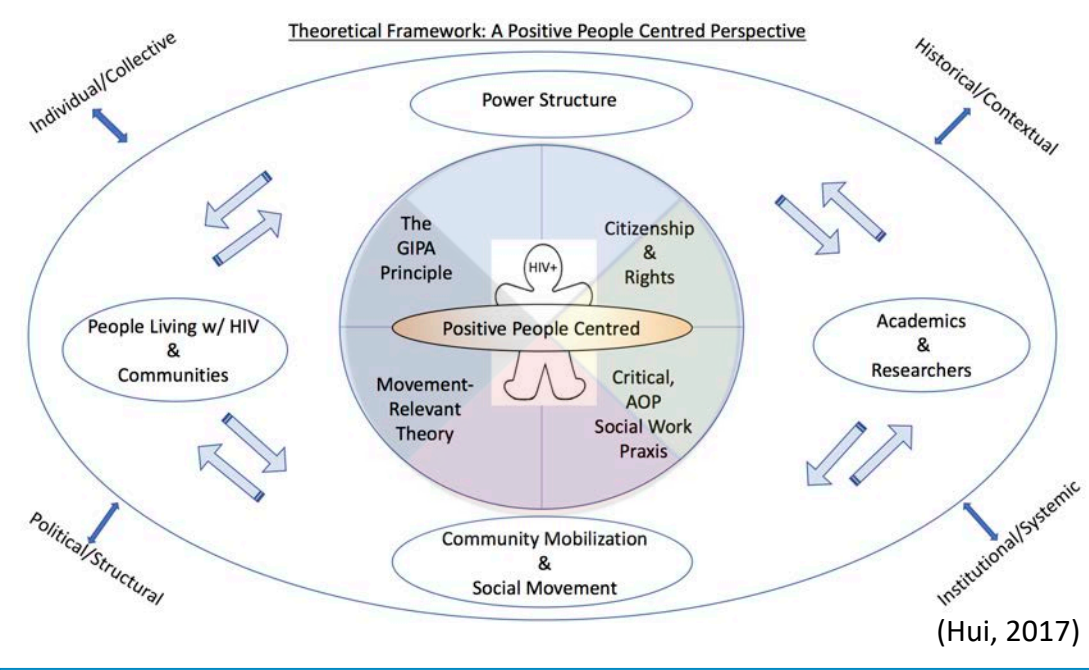 Theoretical Framework: A Positive People Centred Perspective
Individual/Collective
Historical/Contextual
Power Structure
The
GIPA
Principle
Citizenship
&
Rights
HIV+
People Living w/ HIV
&
Communities
Positive People Centred
Academics
&
Researchers
Movement-
Relevant
Theory
Critical,
AOP
Social Work
Praxis
Political/Structural
Community Mobilization
&
Social Movement
Institutional/Systemic
(Hui, 2017)